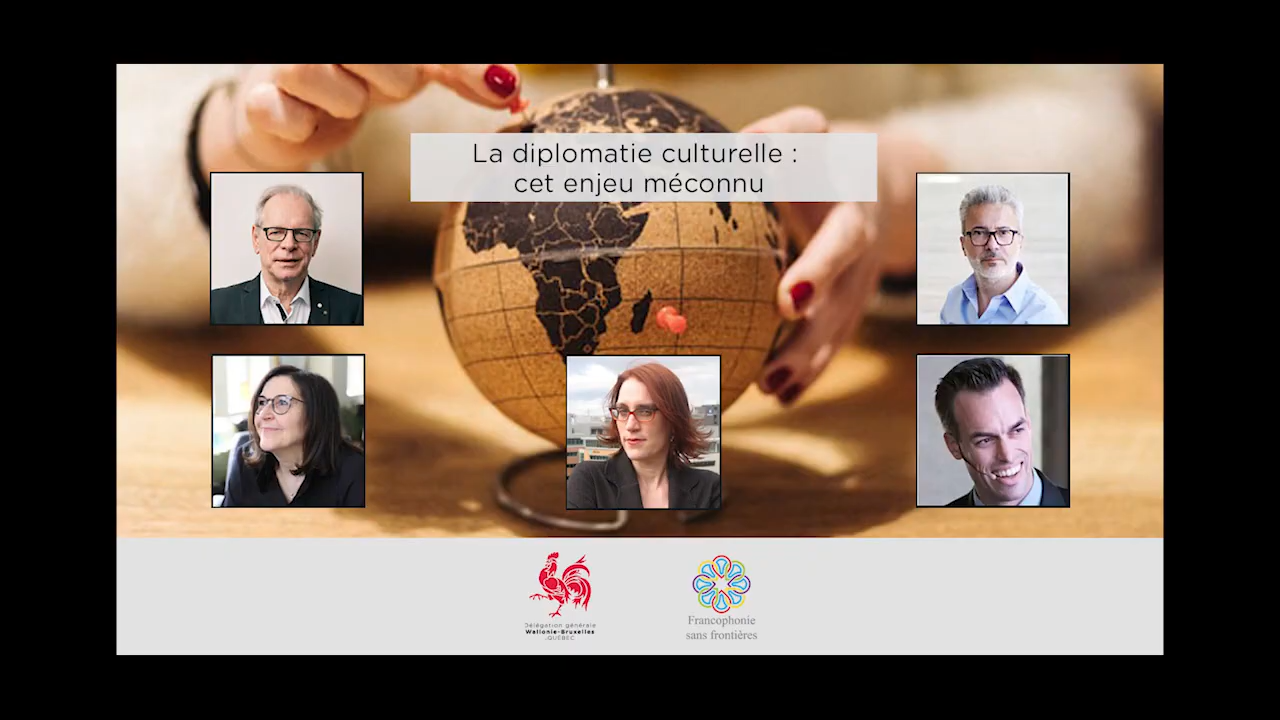 La diplomatie culturelle :
cet enjeu méconnu
Délégation générale
Wallonie-Bruxelles
QUÉBEC
Francophonie
sans frontières